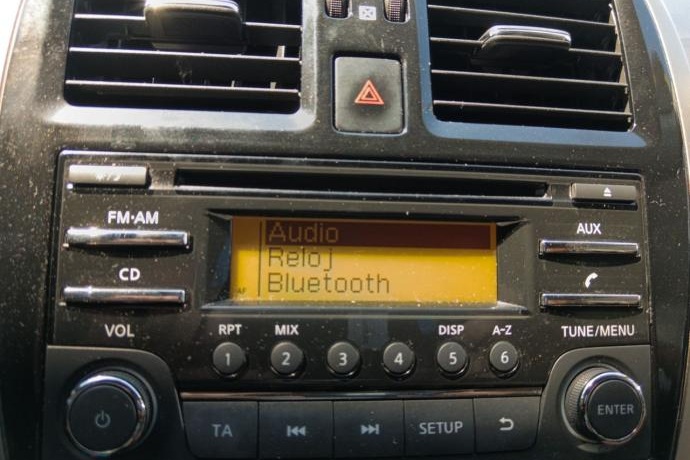 FM·AM
CD
VOL
Audio
Reloj
Bluetooth
AUX
TUNE/MENU
RPT MIX DISP A-Z
1 2 3 4 5 6
TA SETUP
ENTER